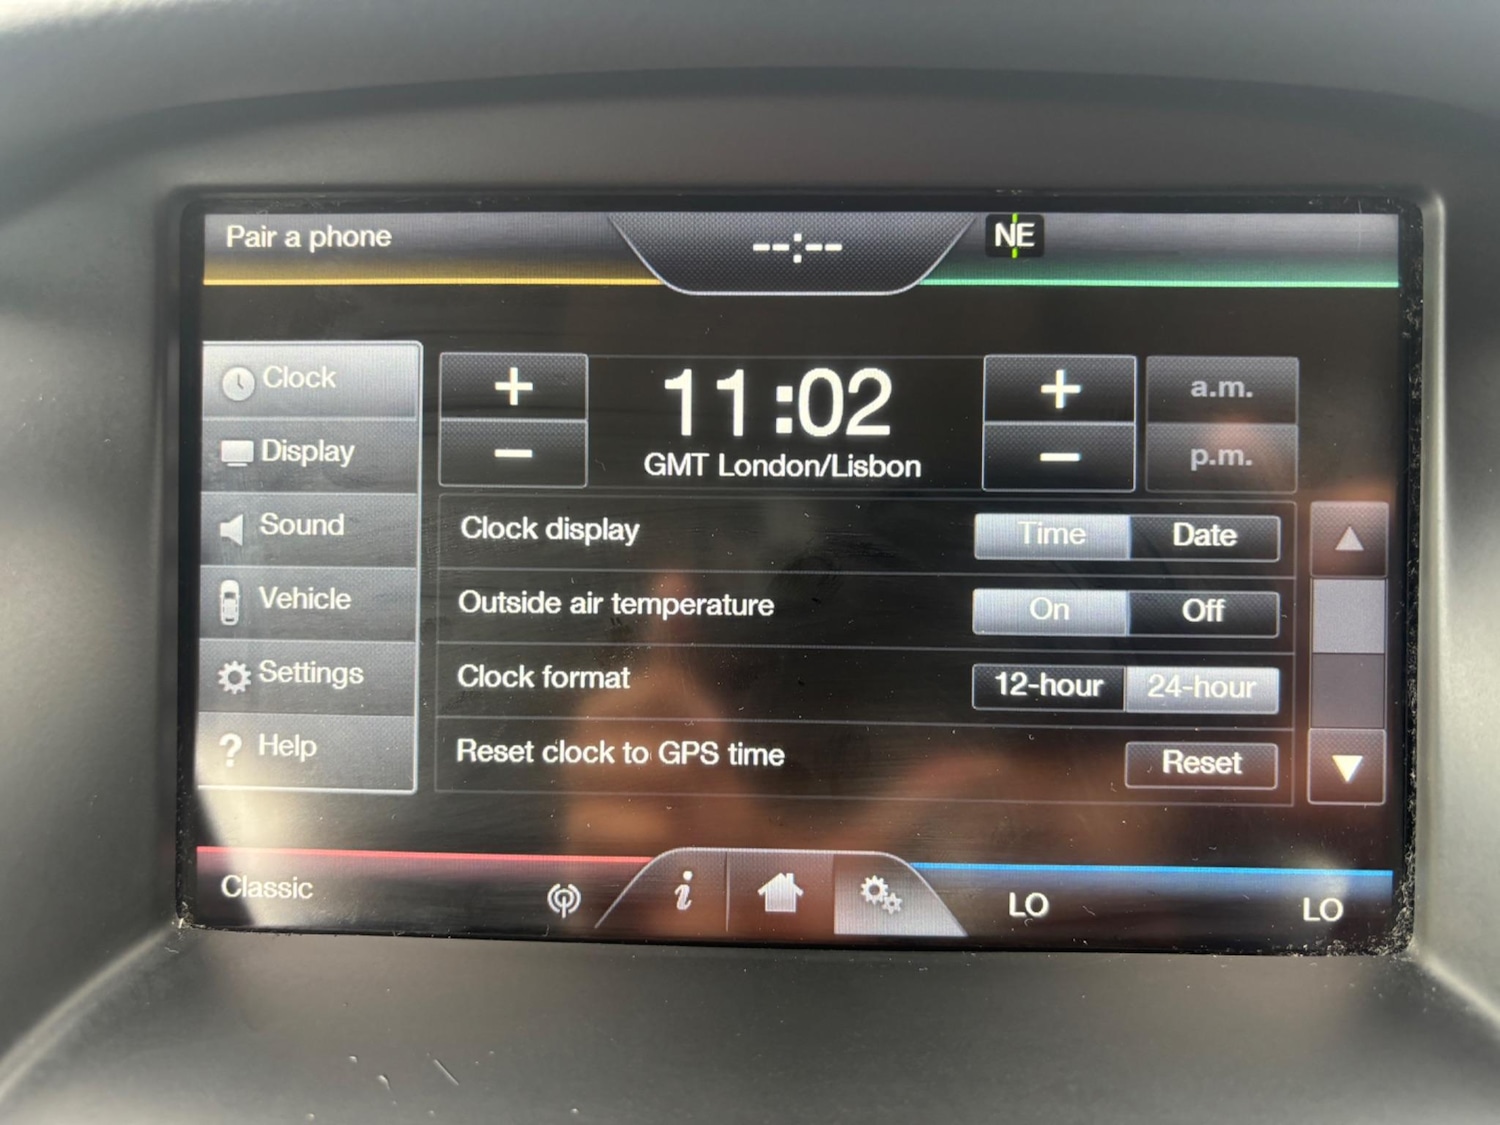 Pair a phone
--:--
NE
Clock
+
+
a.m.
11:02
Display
-
-
p.m.
GMT London/Lisbon
Sound
Clock display
Time
Date
Vehicle
Outside air temperature
On
Off
Settings
Clock format
12-hour
24-hour
? Help
Reset clock to GPS time
Reset
Classic
i
LO
LO